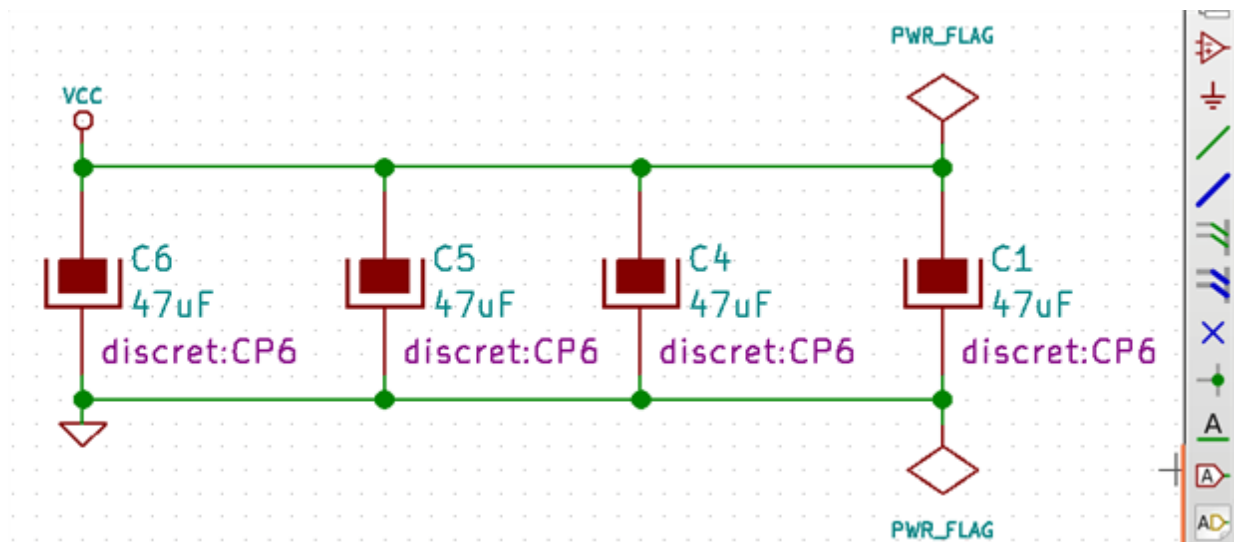 PWR_FLAG
VCC
C6
47uF
discret:CP6
C5
47uF
discret:CP6
C4
47uF
discret:CP6
C1
47uF
discret:CP6
PWR_FLAG
A
A
AD